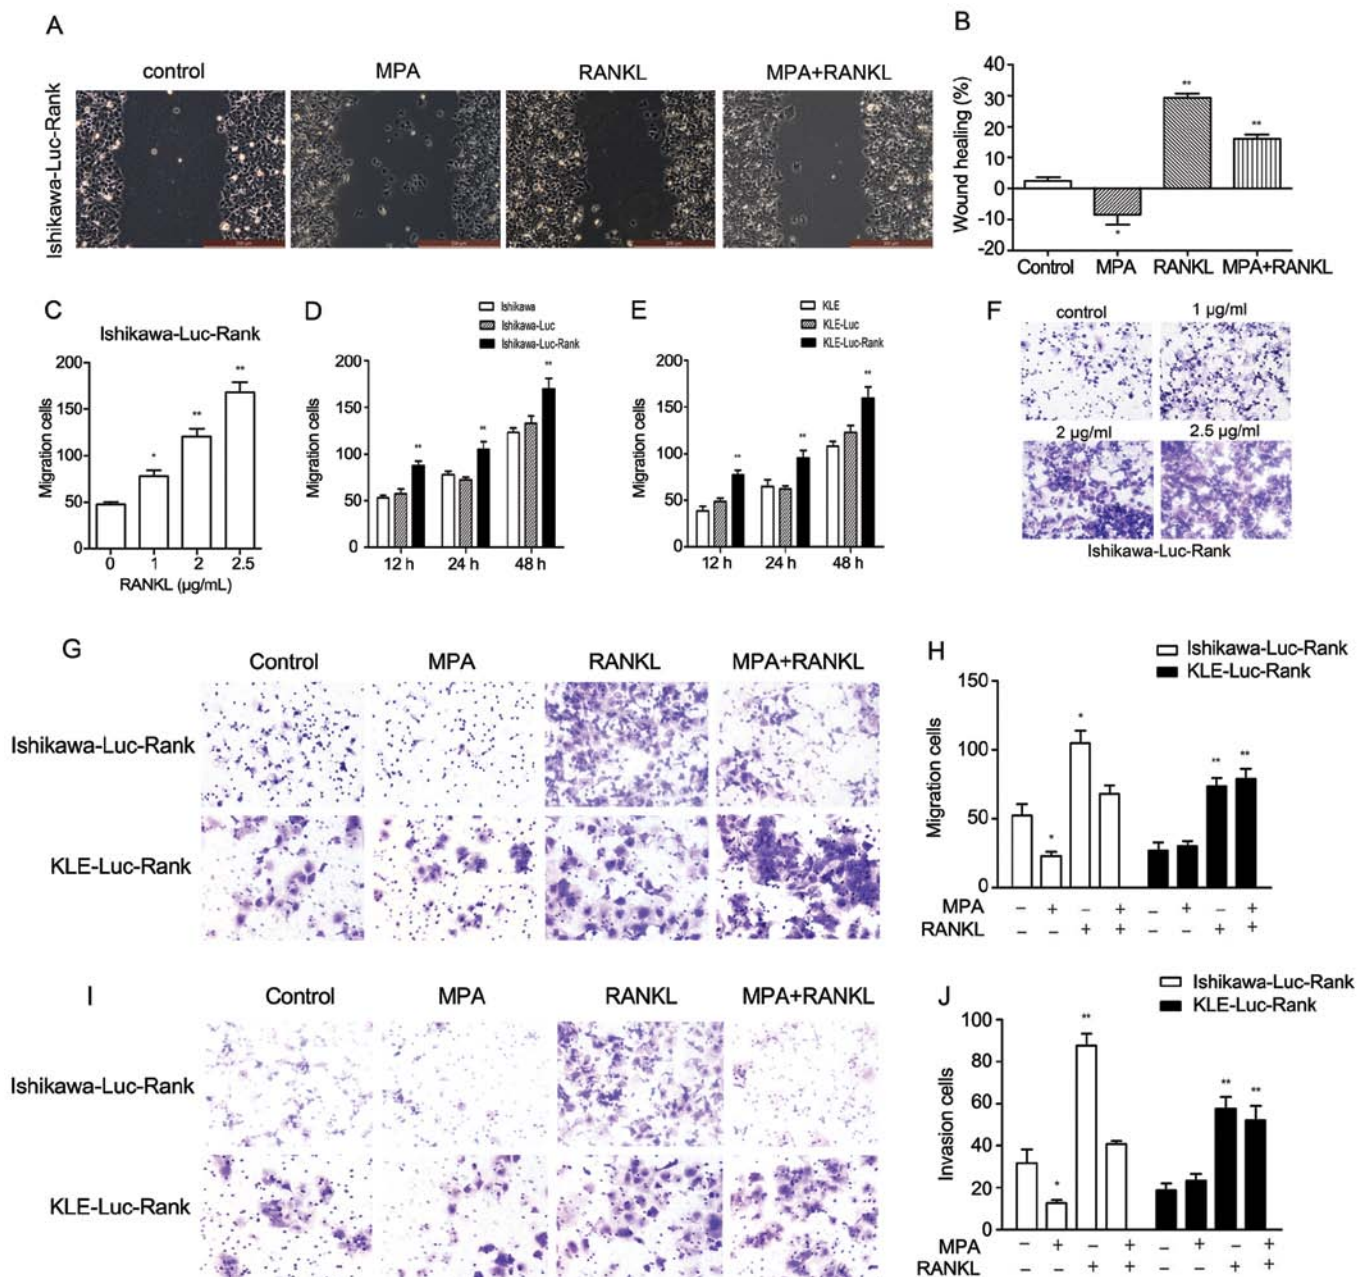 A
control MPA RANKL MPA+RANKL
Ishikawa-Luc-Rank
B
Wound healing (%)
40
30
20
10
0
-10
-20
**
**
*
Control MPA RANKL MPA+RANKL
C
Ishikawa-Luc-Rank
Migration cells
200
150
100
50
0
*
**
**
0 1 2 2.5
RANKL (µg/mL)
D
Ishikawa
Ishikawa-Luc
Ishikawa-Luc-Rank
Migration cells
200
150
100
50
0
**
**
**
12 h 24 h 48 h
E
KLE
KLE-Luc
KLE-Luc-Rank
Migration cells
200
150
100
50
0
**
**
**
12 h 24 h 48 h
F
control 1 µg/ml
2 µg/ml 2.5 µg/ml
Ishikawa-Luc-Rank
G
Control MPA RANKL MPA+RANKL
Ishikawa-Luc-Rank
KLE-Luc-Rank
H
Ishikawa-Luc-Rank
KLE-Luc-Rank
Migration cells
150
100
50
0
*
*
**
**
MPA – + – + – + – +
RANKL – – + + – – + +
I
Control MPA RANKL MPA+RANKL
Ishikawa-Luc-Rank
KLE-Luc-Rank
J
Ishikawa-Luc-Rank
KLE-Luc-Rank
Invasion cells
100
80
60
40
20
0
*
**
**
**
MPA – + – + – + – +
RANKL – – + + – – + +